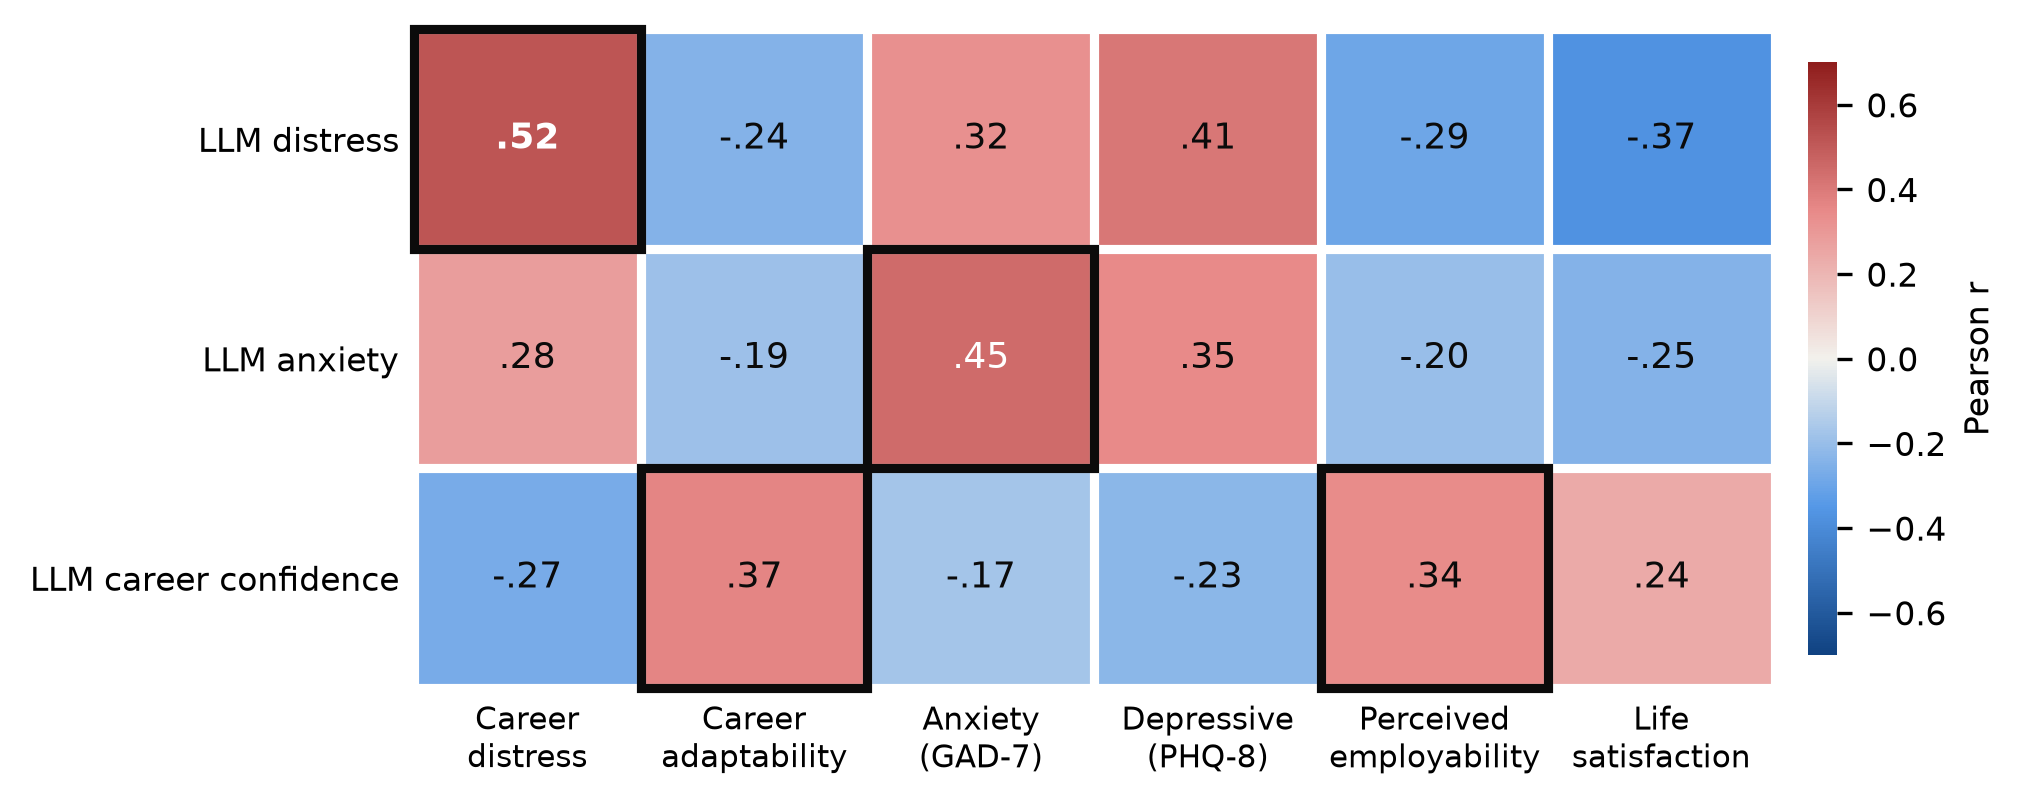 LLM distress .52 -.24 .32 .41 -.29 -.37
LLM anxiety .28 -.19 .45 .35 -.20 -.25
LLM career confidence -.27 .37 -.17 -.23 .34 .24
Career distress
Career adaptability
Anxiety (GAD-7)
Depressive (PHQ-8)
Perceived employability
Life satisfaction
0.6
0.4
0.2
0.0
−0.2
−0.4
−0.6
Pearson r